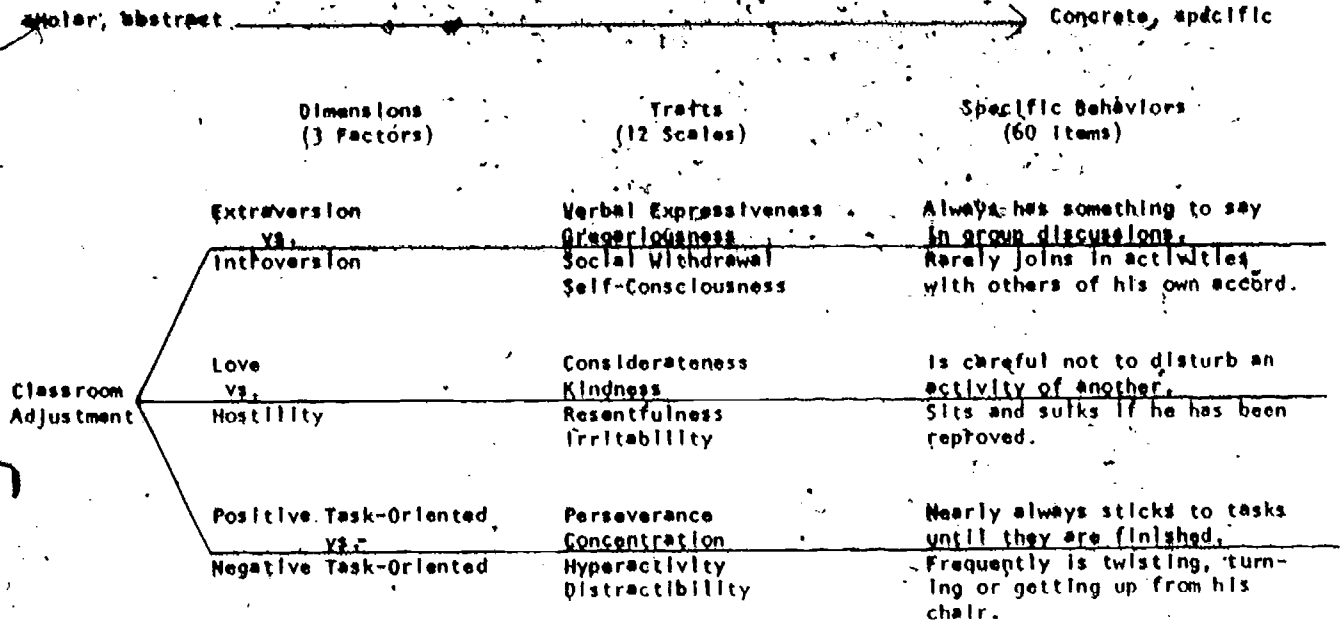 Molar, abstract Concrete, specific
Dimensions Traits Specific Behaviors
(3 Factors) (12 Scales) (60 Items)
Extraversion Verbal Expressiveness Always has something to say
vs. Gregariousness in group discussions.
Introversion Social Withdrawal Rarely joins in activities
Self-Consciousness with others of his own accord.
Love Considerateness Is careful not to disturb an
Classroom vs. Kindness activity of another.
Adjustment Hostility Resentfulness Sits and sulks if he has been
Irritability reproved.
Positive Task-Oriented Perseverance Nearly always sticks to tasks
vs. Concentration until they are finished.
Negative Task-Oriented Hyperactivity Frequently is twisting, turn-
Distractibility ing or getting up from his
chair.